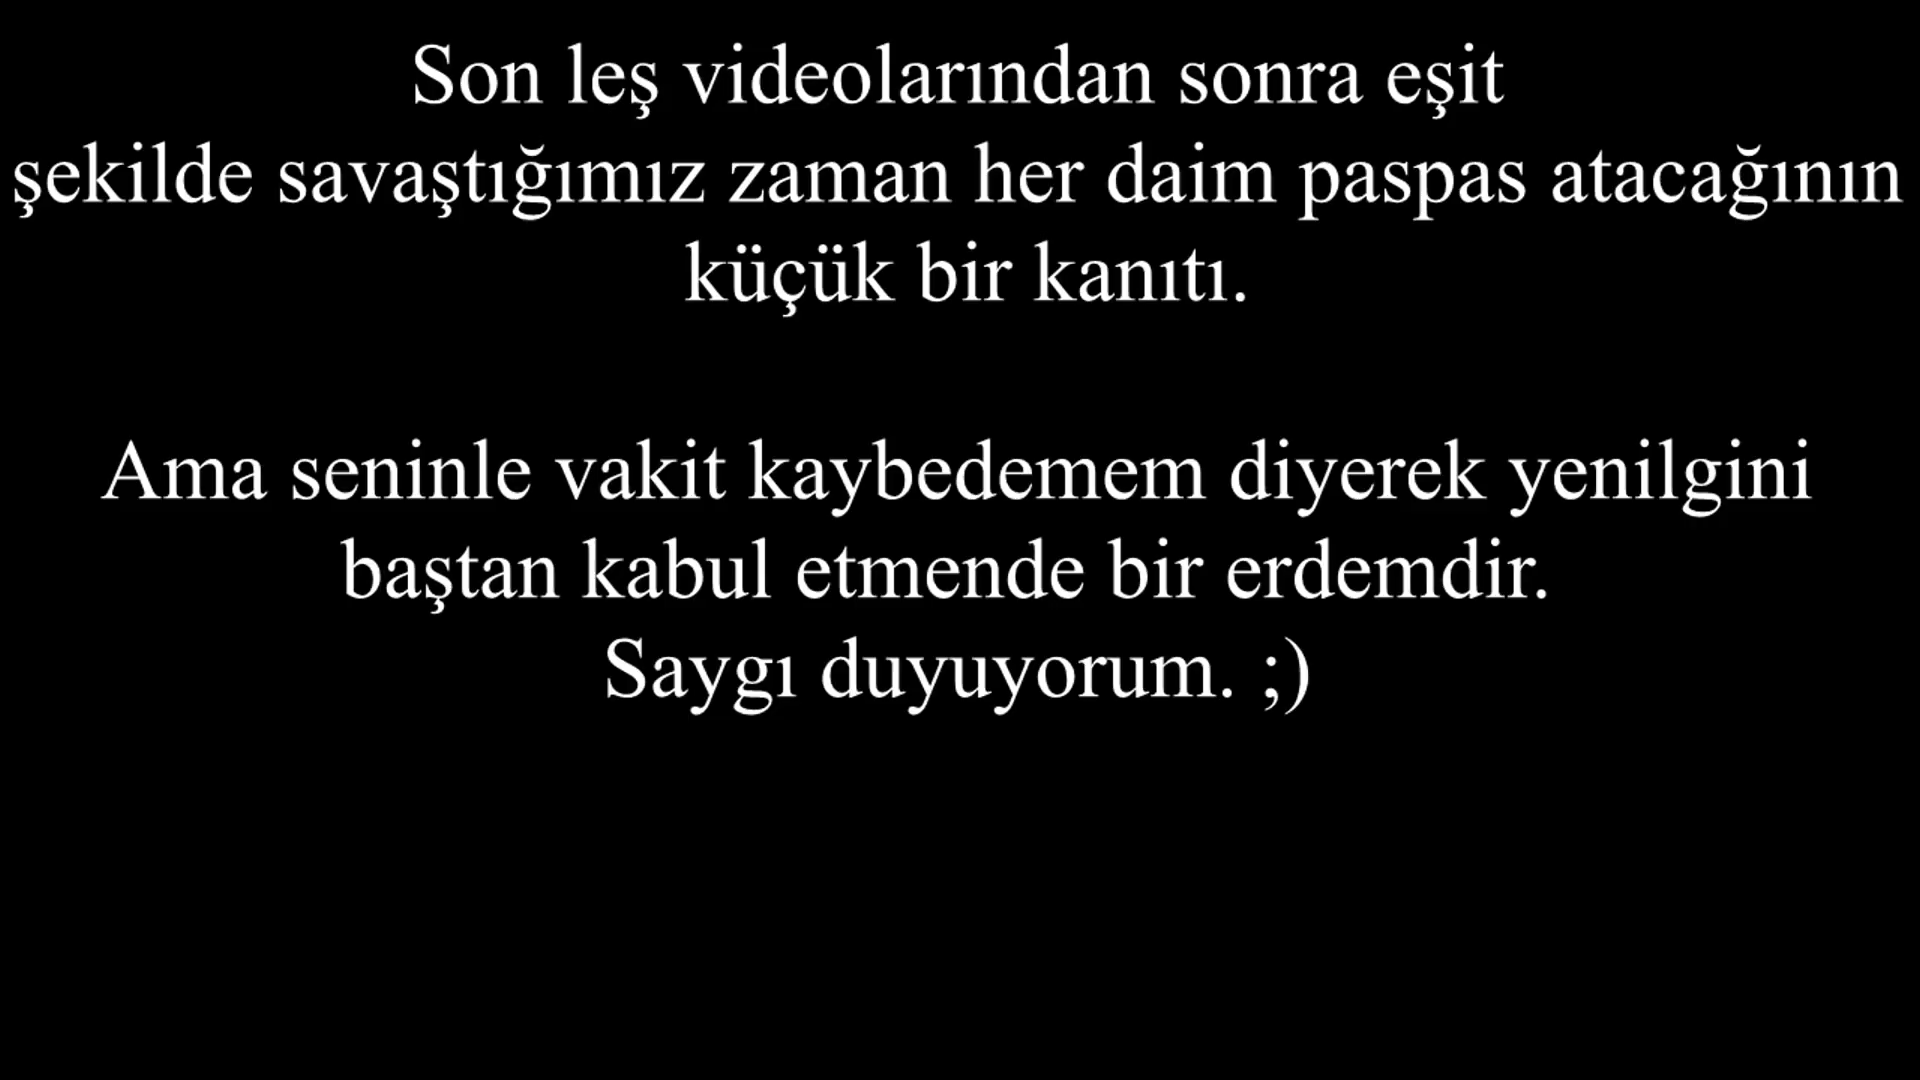 Son leş videolarından sonra eşit
şekilde savaştığımız zaman her daim paspas atacağının
küçük bir kanıtı.
Ama seninle vakit kaybedemem diyerek yenilgini
baştan kabul etmende bir erdemdir.
Saygı duyuyorum. ;)